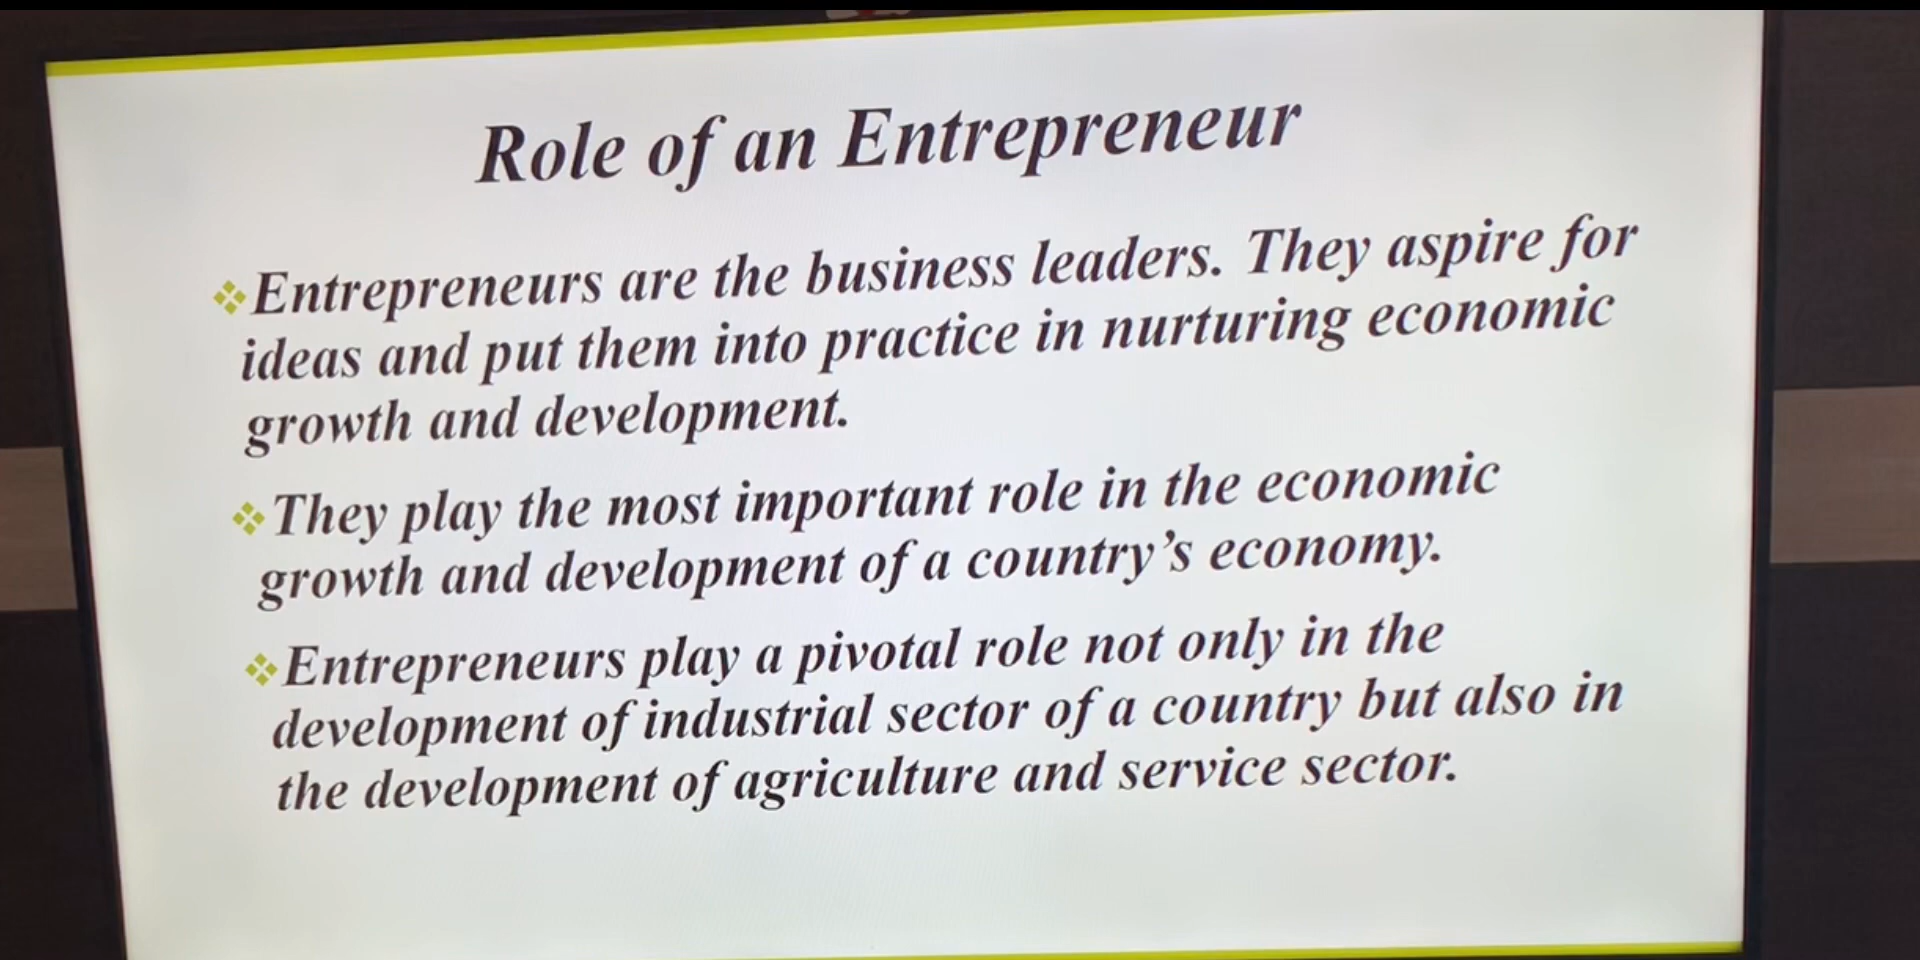 Role of an Entrepreneur
❖Entrepreneurs are the business leaders. They aspire for
ideas and put them into practice in nurturing economic
growth and development.
❖They play the most important role in the economic
growth and development of a country’s economy.
❖Entrepreneurs play a pivotal role not only in the
development of industrial sector of a country but also in
the development of agriculture and service sector.